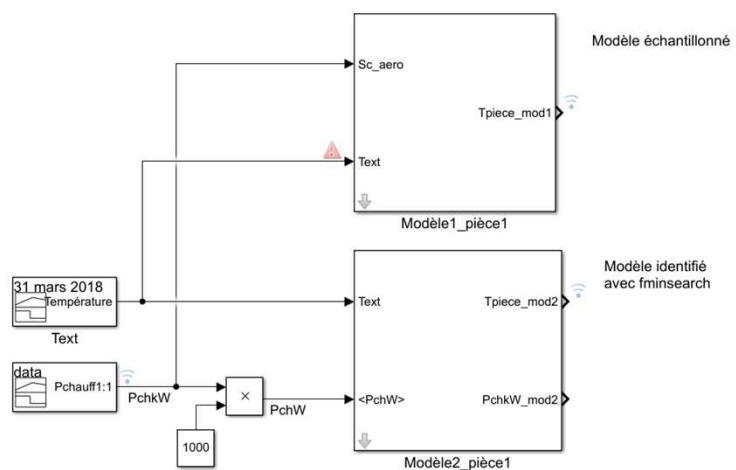 Modèle échantillonné
Sc_aero
Tpiece_mod1
Text
Modèle1_pièce1
Modèle identifié
avec fminsearch
31 mars 2018
Température
Text
Text
Tpiece_mod2
data
Pchauff1:1
PchkW
×
PchW
<PchW>
PchkW_mod2
1000
Modèle2_pièce1